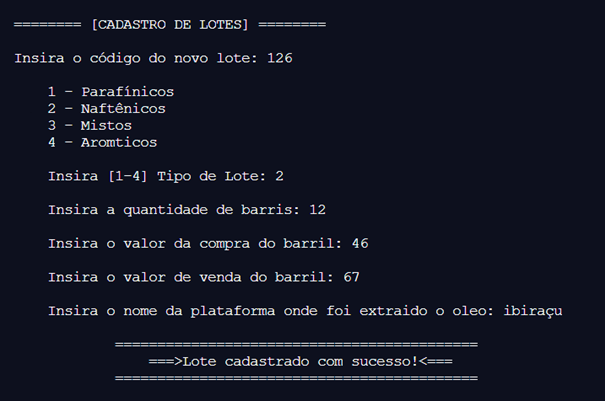 ======== [CADASTRO DE LOTES] ========
Insira o código do novo lote: 126
1 - Parafínicos
2 - Naftênicos
3 - Mistos
4 - Aromticos
Insira [1-4] Tipo de Lote: 2
Insira a quantidade de barris: 12
Insira o valor da compra do barril: 46
Insira o valor de venda do barril: 67
Insira o nome da plataforma onde foi extraido o oleo: ibiraçu
===========================================
===>Lote cadastrado com sucesso!<===
===========================================